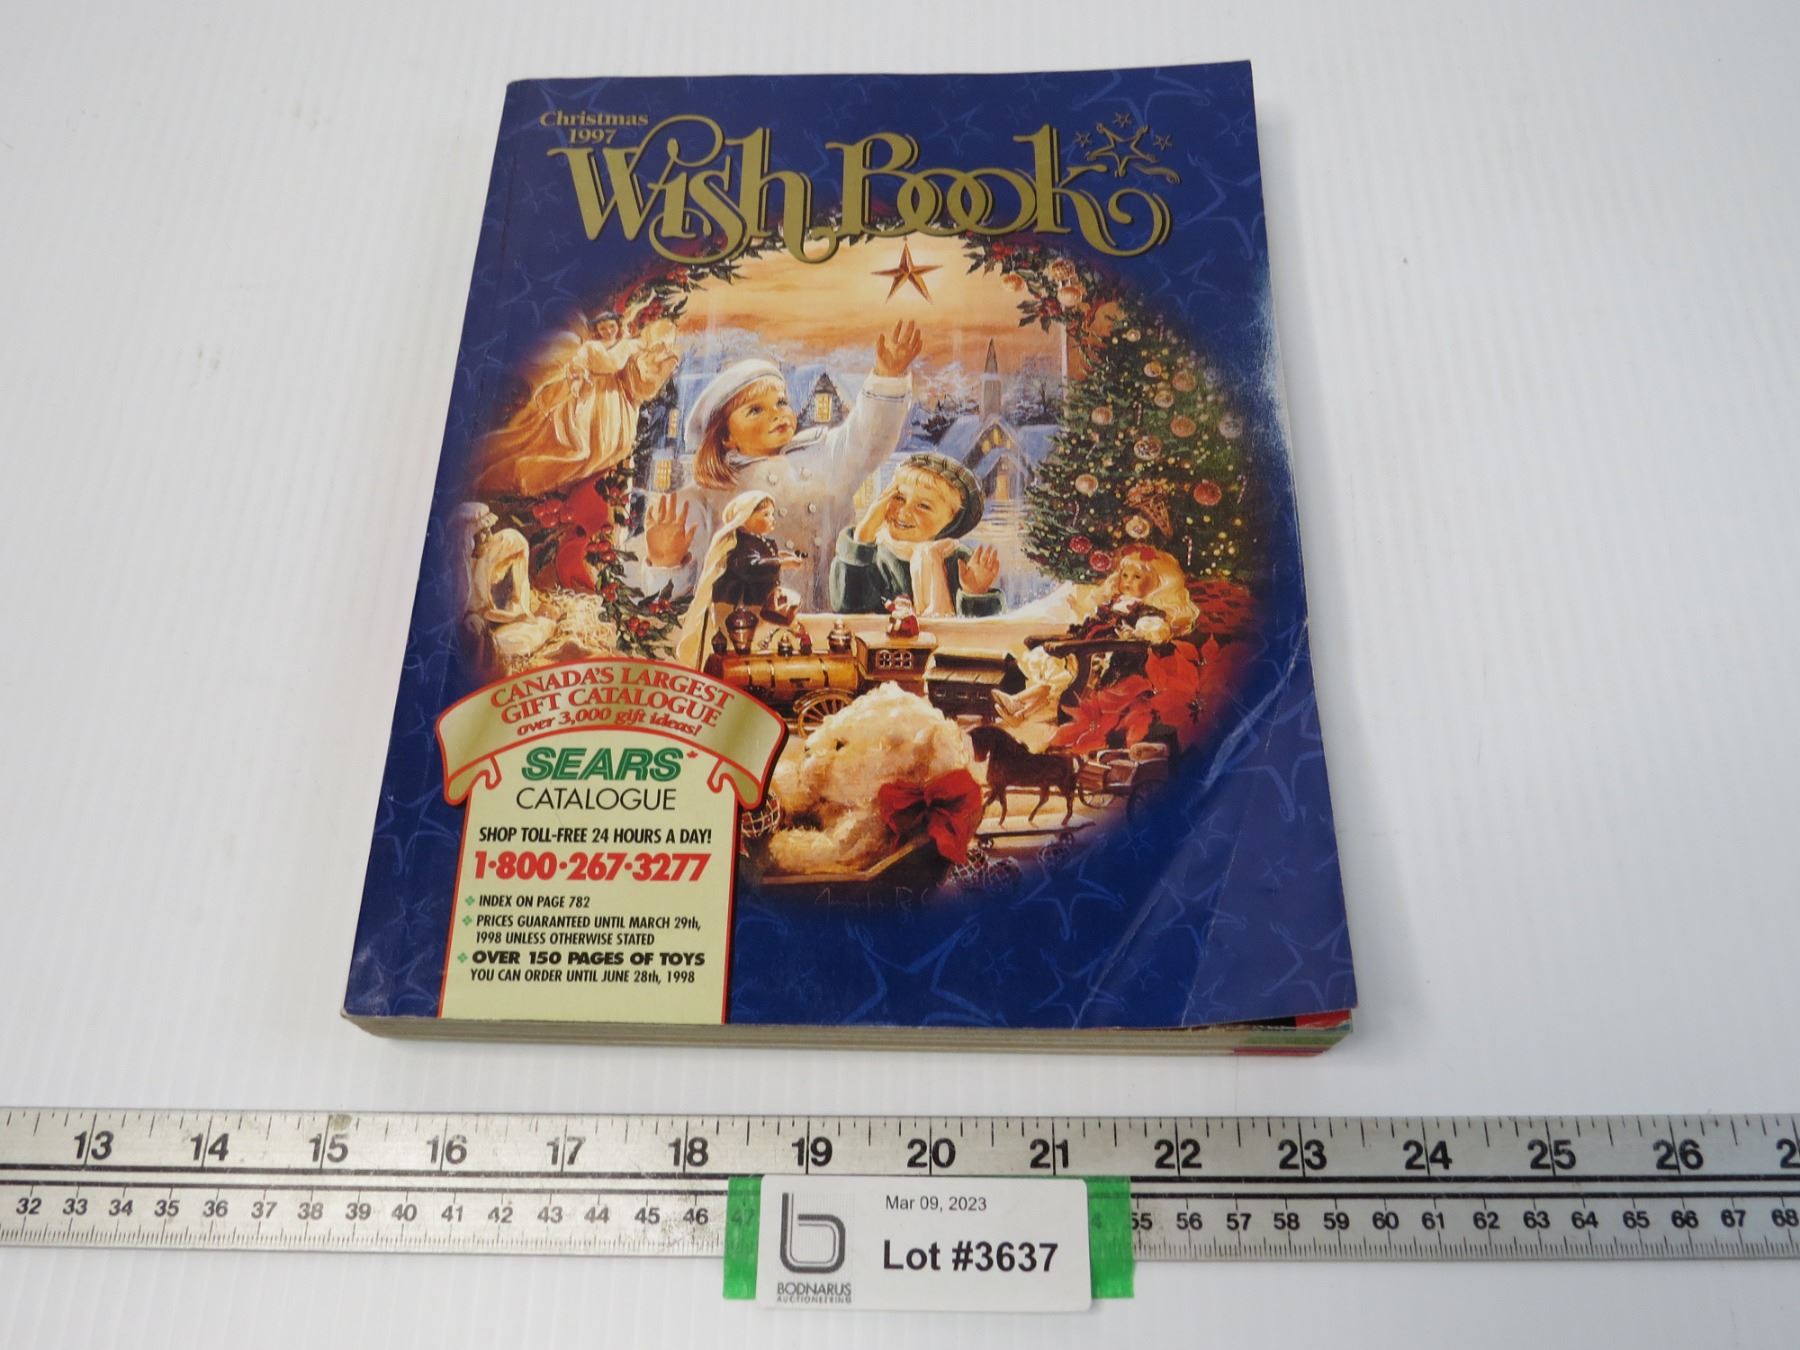 Christmas
1997
Wish Book
CANADA'S LARGEST
GIFT CATALOGUE
over 3,000 gift ideas!
SEARS
CATALOGUE
SHOP TOLL-FREE 24 HOURS A DAY!
1·800·267·3277
INDEX ON PAGE 782
PRICES GUARANTEED UNTIL MARCH 29th,
1998 UNLESS OTHERWISE STATED
OVER 150 PAGES OF TOYS
YOU CAN ORDER UNTIL JUNE 28th, 1998
13 14 15 16 17 18 19 20 21 22 23 24 25 26
32 33 34 35 36 37 38 39 40 41 42 43 44 45 46 47 55 56 57 58 59 60 61 62 63 64 65 66 67 68
Mar 09, 2023
Lot #3637
BODNARUS
AUCTIONEERING